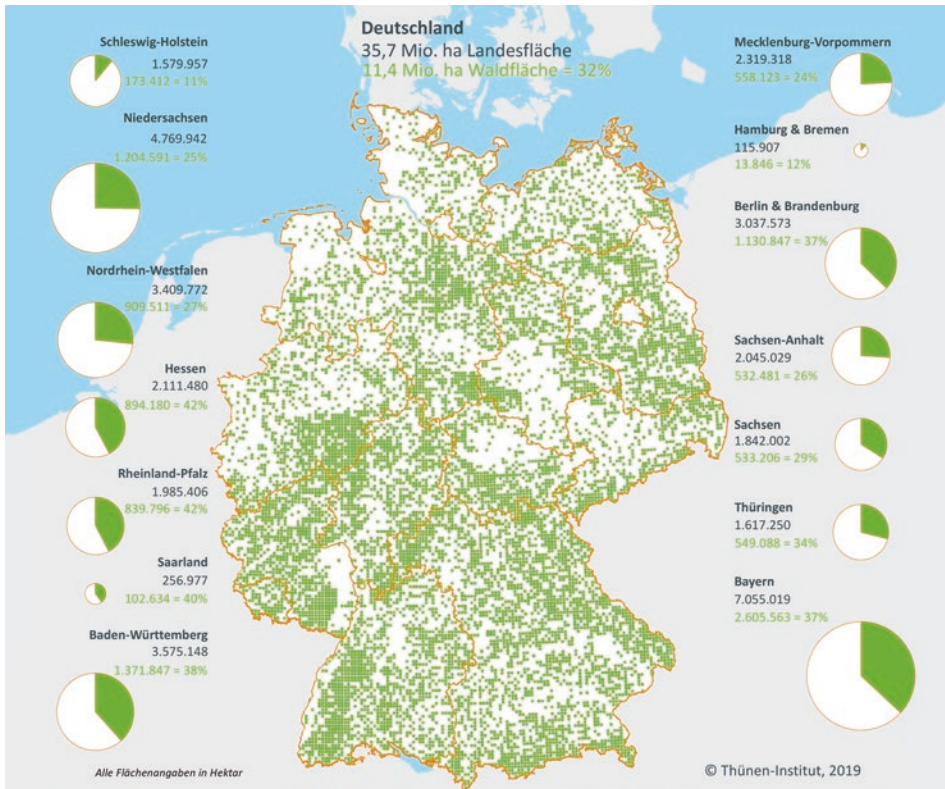 Deutschland
35,7 Mio. ha Landesfläche
11,4 Mio. ha Waldfläche = 32%
Schleswig-Holstein
1.579.957
173.412 = 11%
Niedersachsen
4.769.942
1.204.591 = 25%
Nordrhein-Westfalen
3.409.772
909.511 = 27%
Hessen
2.111.480
894.180 = 42%
Rheinland-Pfalz
1.985.406
839.796 = 42%
Saarland
256.977
102.634 = 40%
Baden-Württemberg
3.575.148
1.371.847 = 38%
Mecklenburg-Vorpommern
2.319.318
558.123 = 24%
Hamburg & Bremen
115.907
13.846 = 12%
Berlin & Brandenburg
3.037.573
1.130.847 = 37%
Sachsen-Anhalt
2.045.029
532.481 = 26%
Sachsen
1.842.002
533.206 = 29%
Thüringen
1.617.250
549.088 = 34%
Bayern
7.055.019
2.605.563 = 37%
Alle Flächenangaben in Hektar
© Thünen-Institut, 2019